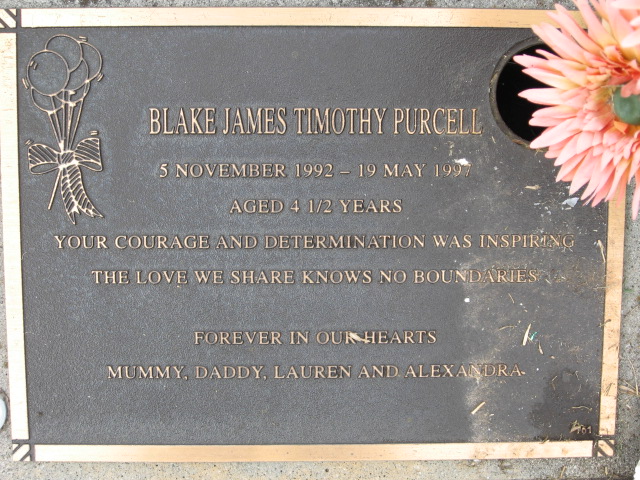 BLAKE JAMES TIMOTHY PURCELL
5 NOVEMBER 1992 – 19 MAY 1997
AGED 4 1/2 YEARS
YOUR COURAGE AND DETERMINATION WAS INSPIRING
THE LOVE WE SHARE KNOWS NO BOUNDARIES
FOREVER IN OUR HEARTS
MUMMY, DADDY, LAUREN AND ALEXANDRA